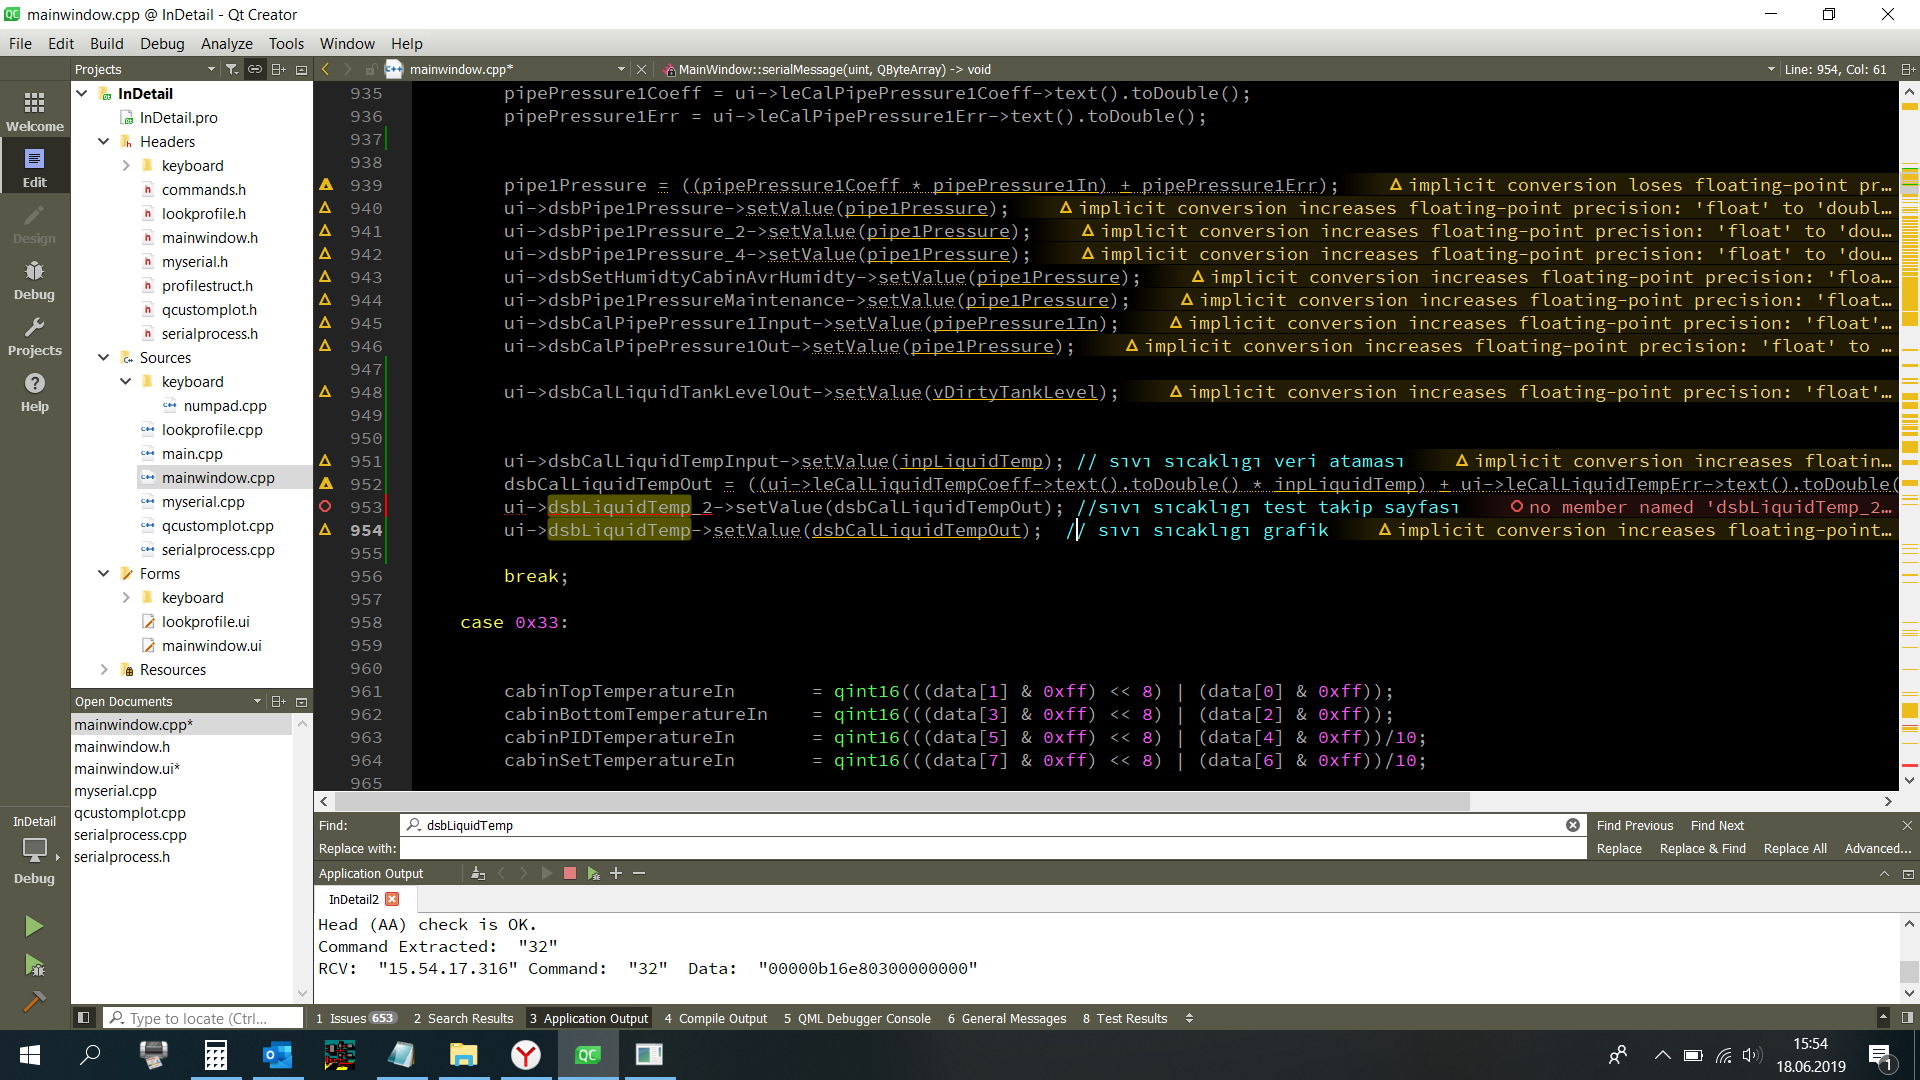 mainwindow.cpp @ InDetail - Qt Creator
File Edit Build Debug Analyze Tools Window Help
Projects
mainwindow.cpp*
MainWindow::serialMessage(uint, QByteArray) -> void
Line: 954, Col: 61
Welcome
Edit
Design
Debug
Projects
Help
InDetail
InDetail.pro
Headers
keyboard
commands.h
lookprofile.h
mainwindow.h
myserial.h
profilestruct.h
qcustomplot.h
serialprocess.h
Sources
keyboard
numpad.cpp
lookprofile.cpp
main.cpp
mainwindow.cpp
myserial.cpp
qcustomplot.cpp
serialprocess.cpp
Forms
keyboard
lookprofile.ui
mainwindow.ui
Resources
Open Documents
mainwindow.cpp*
mainwindow.h
mainwindow.ui*
myserial.cpp
qcustomplot.cpp
serialprocess.cpp
serialprocess.h
InDetail
Debug
935 pipePressure1Coeff = ui->leCalPipePressure1Coeff->text().toDouble();
936 pipePressure1Err = ui->leCalPipePressure1Err->text().toDouble();
937
938
939 pipe1Pressure = ((pipePressure1Coeff * pipePressure1In) + pipePressure1Err); implicit conversion loses floating-point pr...
940 ui->dsbPipe1Pressure->setValue(pipe1Pressure); implicit conversion increases floating-point precision: 'float' to 'doubl...
941 ui->dsbPipe1Pressure_2->setValue(pipe1Pressure); implicit conversion increases floating-point precision: 'float' to 'dou...
942 ui->dsbPipe1Pressure_4->setValue(pipe1Pressure); implicit conversion increases floating-point precision: 'float' to 'dou...
943 ui->dsbSetHumidtyCabinAvrHumidty->setValue(pipe1Pressure); implicit conversion increases floating-point precision: 'floa...
944 ui->dsbPipe1PressureMaintenance->setValue(pipe1Pressure); implicit conversion increases floating-point precision: 'float...
945 ui->dsbCalPipePressure1Input->setValue(pipePressure1In); implicit conversion increases floating-point precision: 'float'...
946 ui->dsbCalPipePressure1Out->setValue(pipe1Pressure); implicit conversion increases floating-point precision: 'float' to ...
947
948 ui->dsbCalLiquidTankLevelOut->setValue(vDirtyTankLevel); implicit conversion increases floating-point precision: 'float'...
949
950
951 ui->dsbCalLiquidTempInput->setValue(inpLiquidTemp); // sıvı sıcaklıgı veri ataması implicit conversion increases floatin...
952 dsbCalLiquidTempOut = ((ui->leCalLiquidTempCoeff->text().toDouble() * inpLiquidTemp) + ui->leCalLiquidTempErr->text().toDouble(
953 ui->dsbLiquidTemp_2->setValue(dsbCalLiquidTempOut); //sıvı sıcaklıgı test takip sayfası no member named 'dsbLiquidTemp_2...
954 ui->dsbLiquidTemp->setValue(dsbCalLiquidTempOut); // sıvı sıcaklıgı grafik implicit conversion increases floating-point...
955
956 break;
957
958 case 0x33:
959
960
961 cabinTopTemperatureIn = qint16(((data[1] & 0xff) << 8) | (data[0] & 0xff));
962 cabinBottomTemperatureIn = qint16(((data[3] & 0xff) << 8) | (data[2] & 0xff));
963 cabinPIDTemperatureIn = qint16(((data[5] & 0xff) << 8) | (data[4] & 0xff))/10;
964 cabinSetTemperatureIn = qint16(((data[7] & 0xff) << 8) | (data[6] & 0xff))/10;
965
Find: dsbLiquidTemp Find Previous Find Next
Replace with: Replace Replace & Find Replace All Advanced...
Application Output
InDetail2
Head (AA) check is OK.
Command Extracted: "32"
RCV: "15.54.17.316" Command: "32" Data: "00000b16e80300000000"
Type to locate (Ctrl... 1 Issues 653 2 Search Results 3 Application Output 4 Compile Output 5 QML Debugger Console 6 General Messages 8 Test Results
QC
15:54
18.06.2019
1